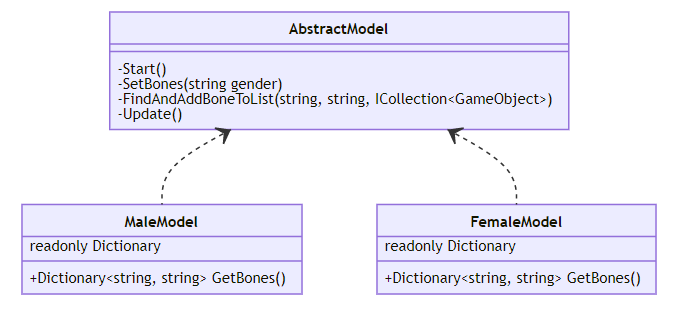 AbstractModel
-Start()
-SetBones(string gender)
-FindAndAddBoneToList(string, string, ICollection<GameObject>)
-Update()
MaleModel
readonly Dictionary
+Dictionary<string, string> GetBones()
FemaleModel
readonly Dictionary
+Dictionary<string, string> GetBones()